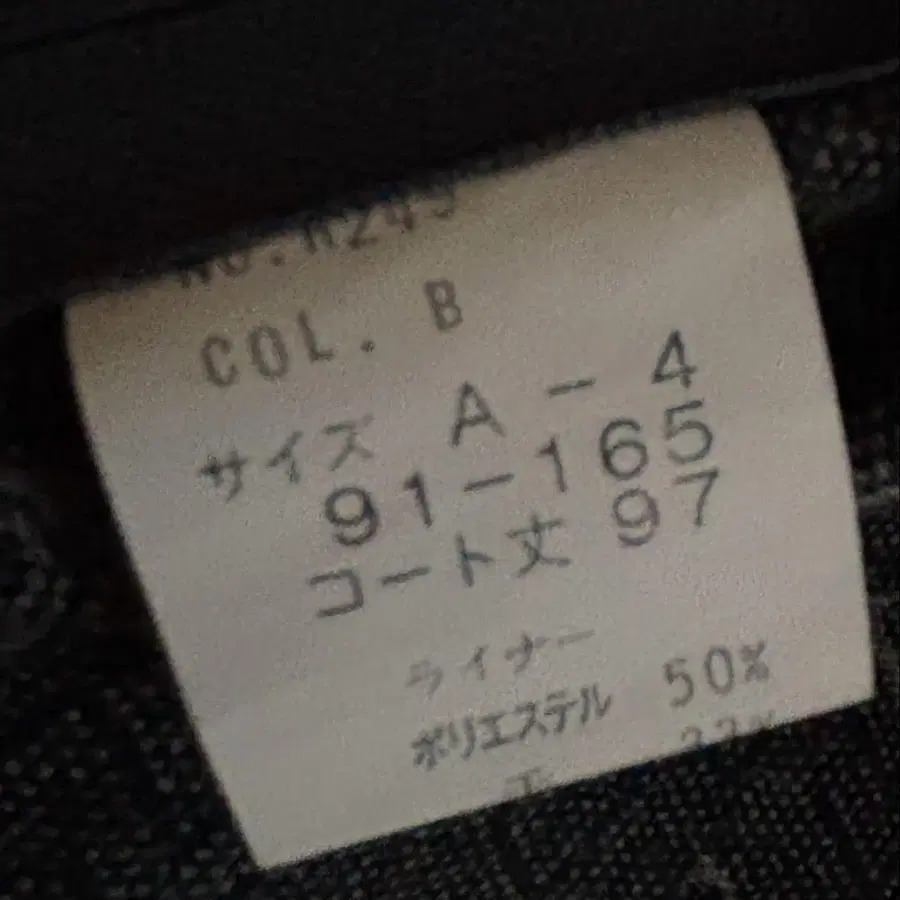 COL. B
サイズ A - 4
91-165
コート丈 97
ライナー
ポリエステル 50%